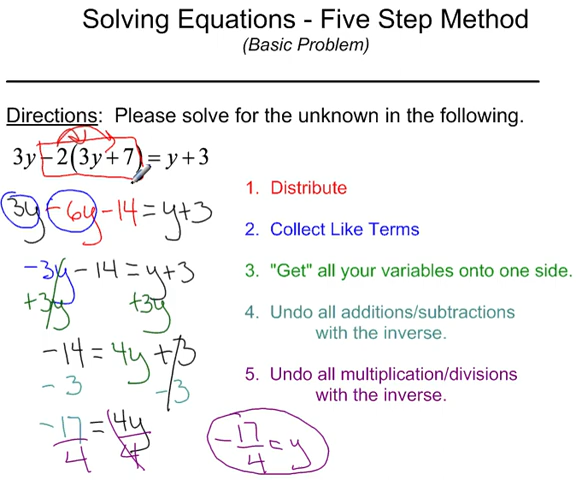 Solving Equations - Five Step Method
(Basic Problem)
Directions: Please solve for the unknown in the following.
3y - 2(3y + 7) = y + 3
3y - 6y - 14 = y + 3
-3y - 14 = y + 3
+3y +3y
-14 = 4y + 3
-3 -3
-17 = 4y
4 4
-17/4 = y
1. Distribute
2. Collect Like Terms
3. "Get" all your variables onto one side.
4. Undo all additions/subtractions
with the inverse.
5. Undo all multiplication/divisions
with the inverse.